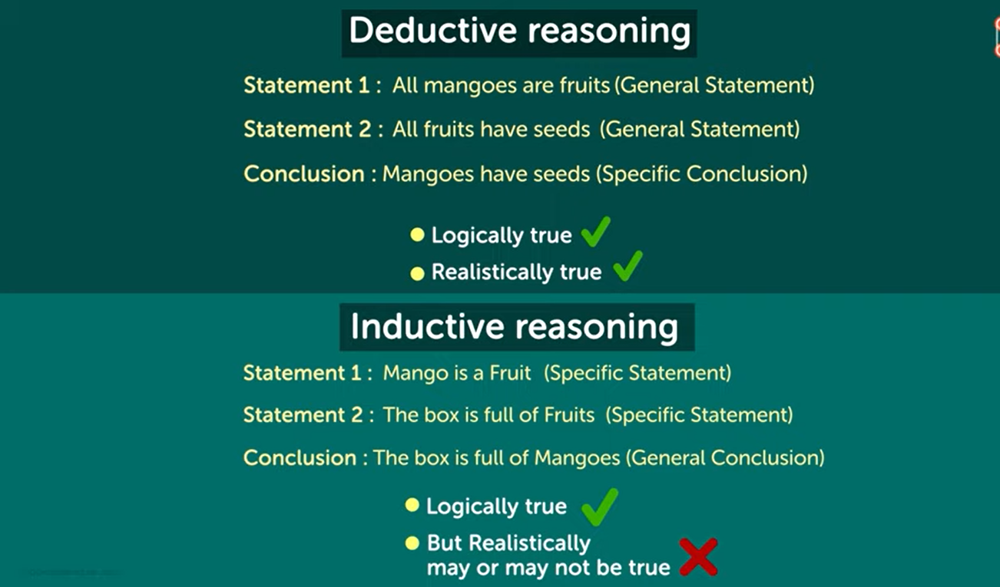 Deductive reasoning
Statement 1 : All mangoes are fruits (General Statement)
Statement 2 : All fruits have seeds (General Statement)
Conclusion : Mangoes have seeds (Specific Conclusion)
Logically true
Realistically true
Inductive reasoning
Statement 1 : Mango is a Fruit (Specific Statement)
Statement 2 : The box is full of Fruits (Specific Statement)
Conclusion : The box is full of Mangoes (General Conclusion)
Logically true
But Realistically
may or may not be true